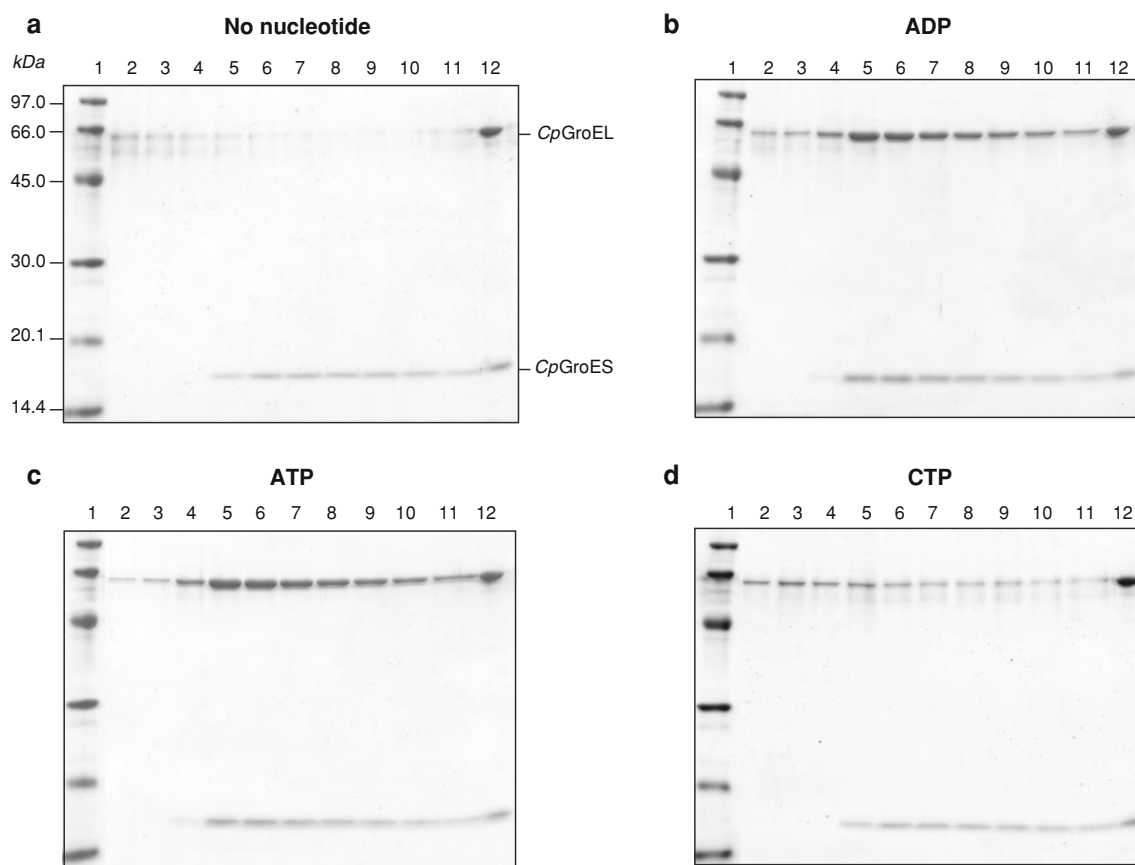 a No nucleotide
kDa 1 2 3 4 5 6 7 8 9 10 11 12
97.0
66.0 CpGroEL
45.0
30.0
20.1
CpGroES
14.4
b ADP
1 2 3 4 5 6 7 8 9 10 11 12
c ATP
1 2 3 4 5 6 7 8 9 10 11 12
d CTP
1 2 3 4 5 6 7 8 9 10 11 12